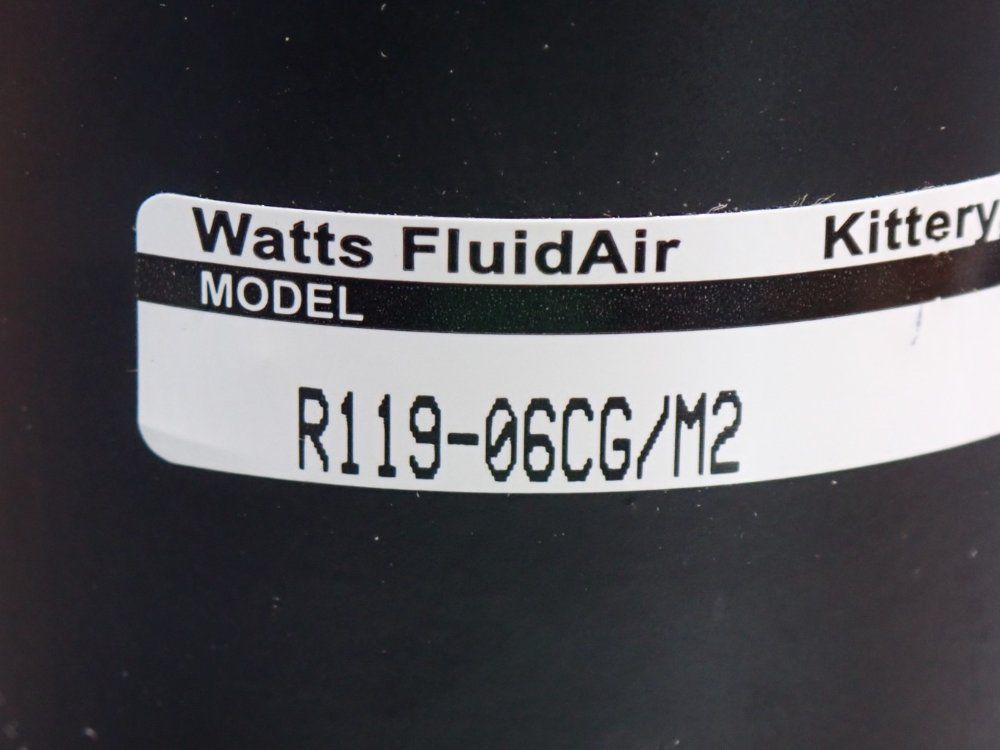 Watts FluidAir Kittery,
MODEL
R119-06CG/M2